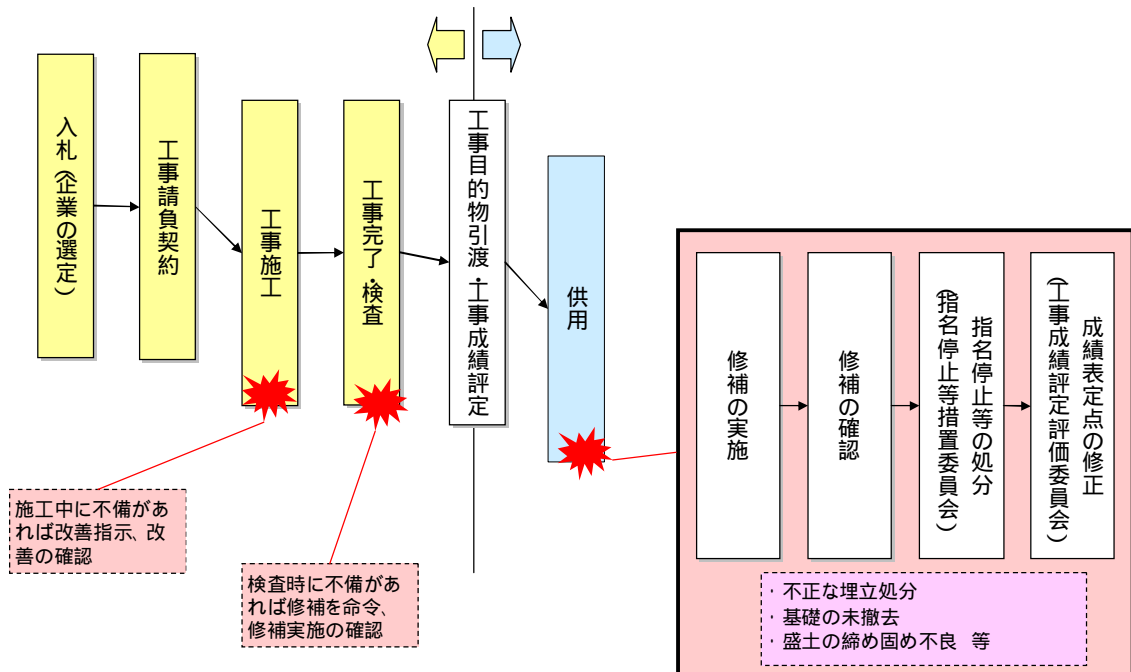 入札（企業の選定）
工事請負契約
工事施工
工事完了・検査
工事目的物引渡・工事成績評定
供用
修補の実施
修補の確認
指名停止等の処分
（指名停止等措置委員会）
成績表定点の修正
（工事成績評定評価委員会）
施工中に不備があ
れば改善指示、改
善の確認
検査時に不備があ
れば修補を命令、
修補実施の確認
・不正な埋立処分
・基礎の未撤去
・盛土の締め固め不良 等